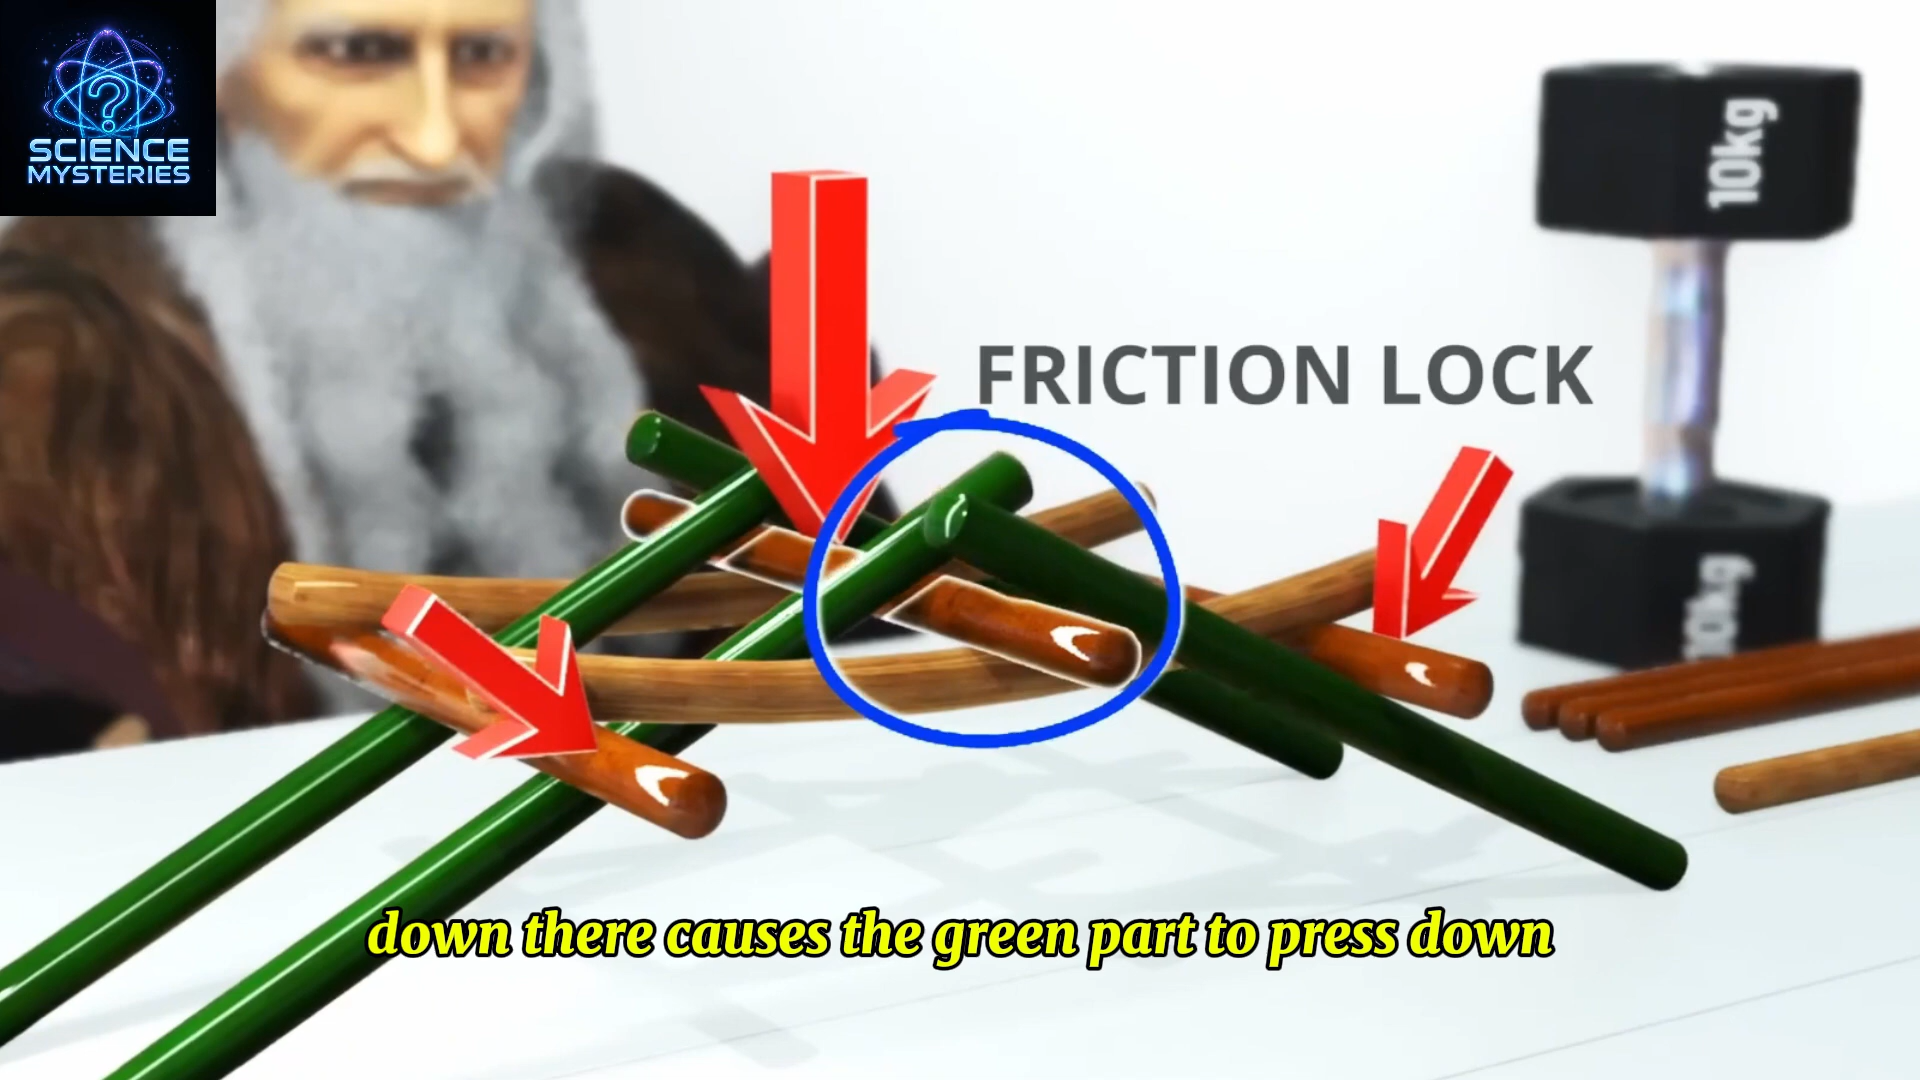 SCIENCE
MYSTERIES
10kg
FRICTION LOCK
10kg
down there causes the green part to press down